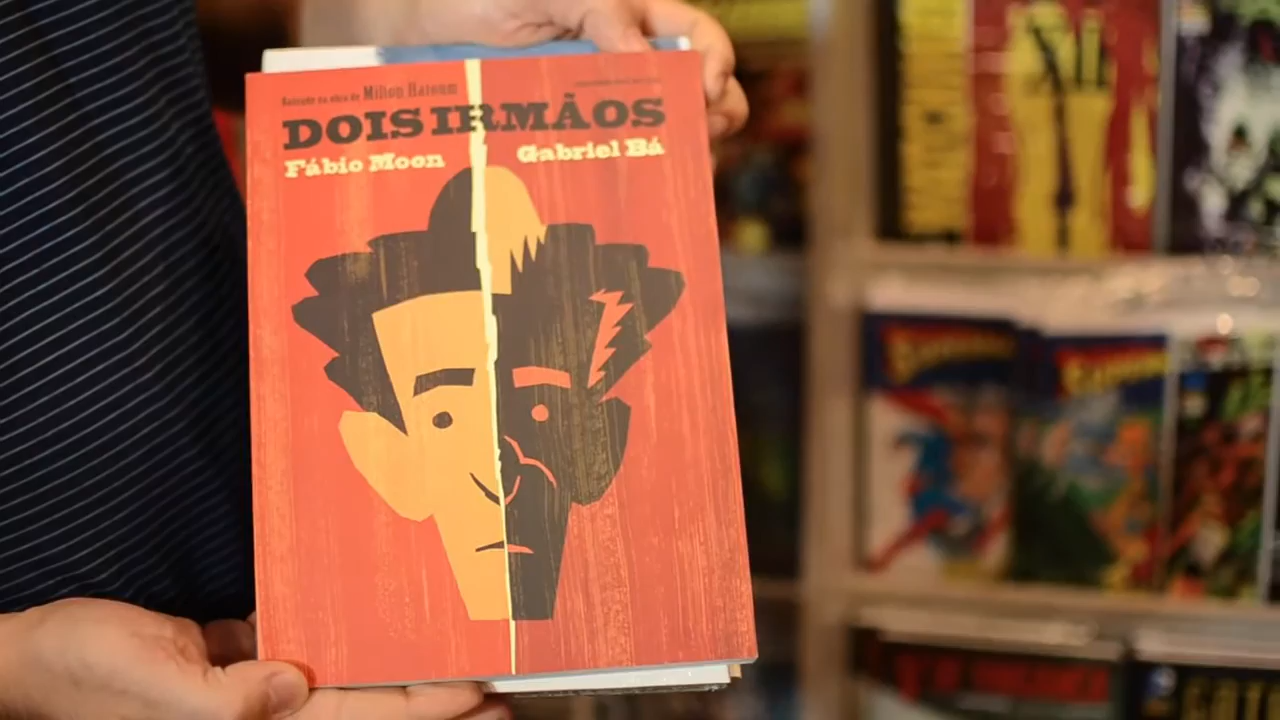 Baseado na obra de Milton Hatoum
DOIS IRMÃOS
Fábio Moon
Gabriel Bá